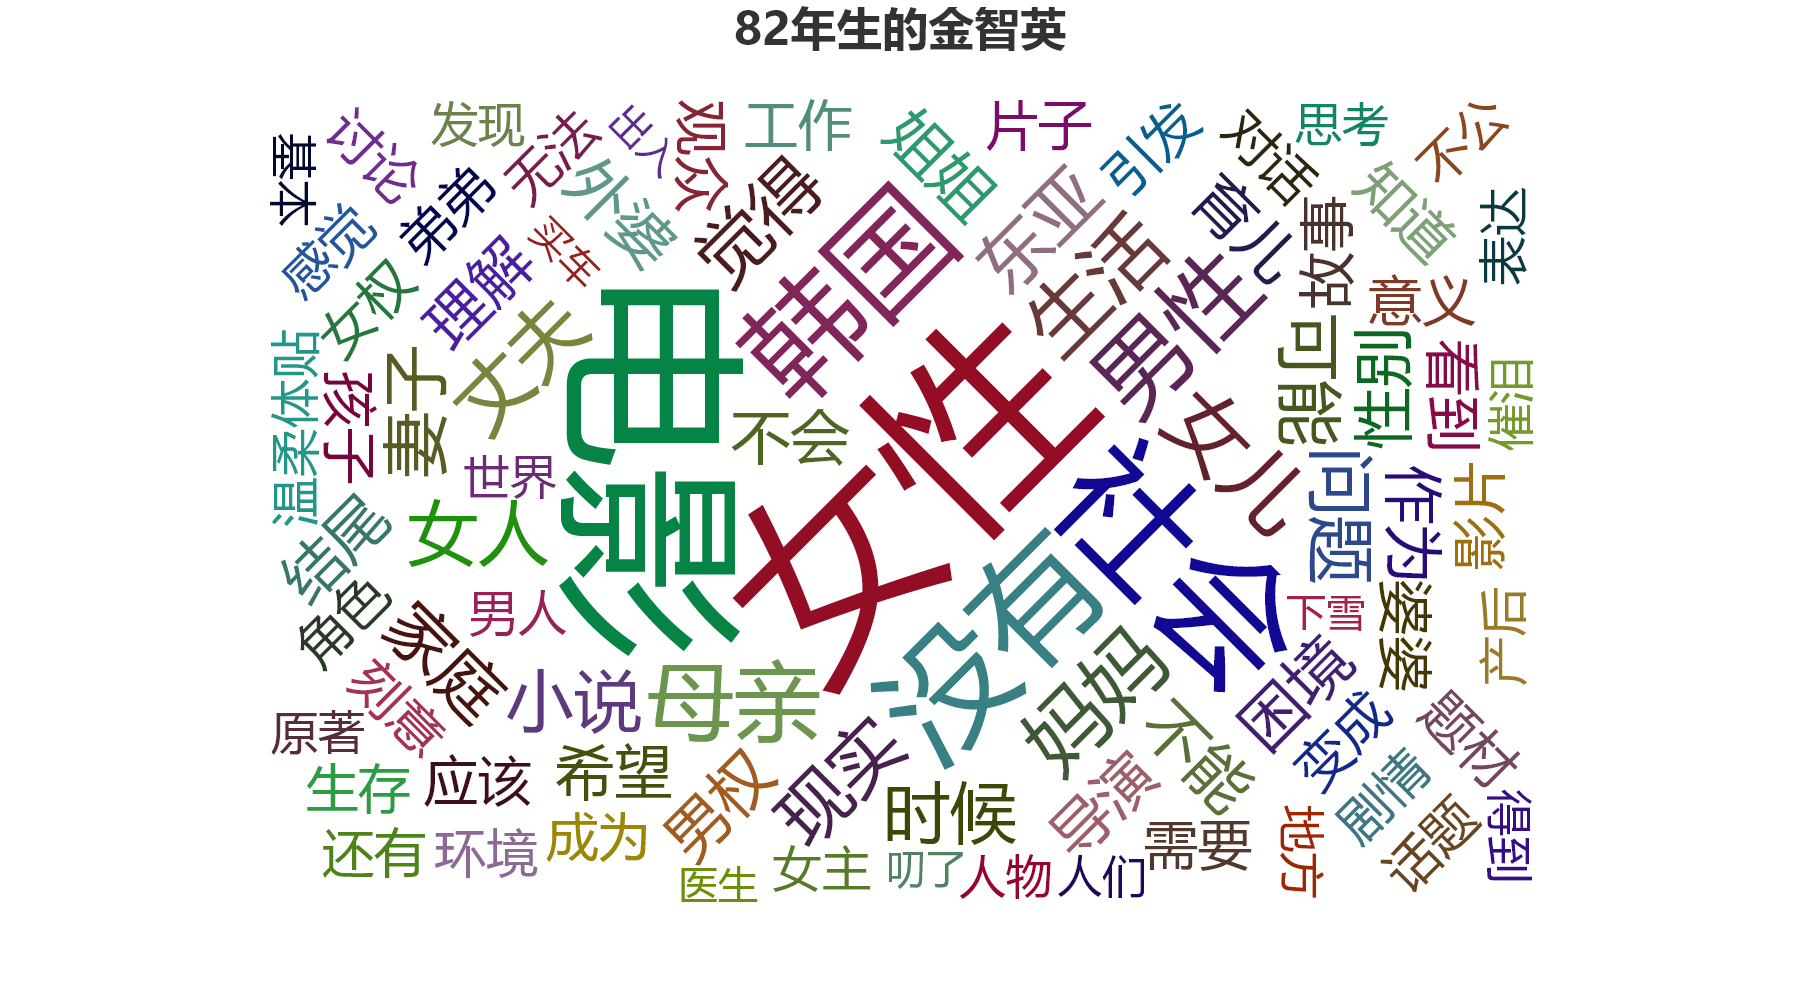 82年生的金智英
基本
讨论
发现
无法
出入
观众
工作
姐姐
片子
引发
对话
思考
不公
感觉
弟弟
理解
买车
外婆
觉得
韩国
东亚
生活
育儿
故事
知道
表达
女权
丈夫
电影
女性
男性
意义
温柔体贴
孩子
妻子
不会
社会
女儿
可能
性别
看到
催泪
世界
女人
没有
问题
作为
影片
结尾
角色
男人
下雪
婆婆
产后
家庭
小说
母亲
妈妈
困境
原著
刻意
现实
不能
变成
题材
生存
应该
希望
男权
时候
导演
剧情
还有
环境
成为
需要
地方
话题
得到
医生
女主
叨了
人物
人们